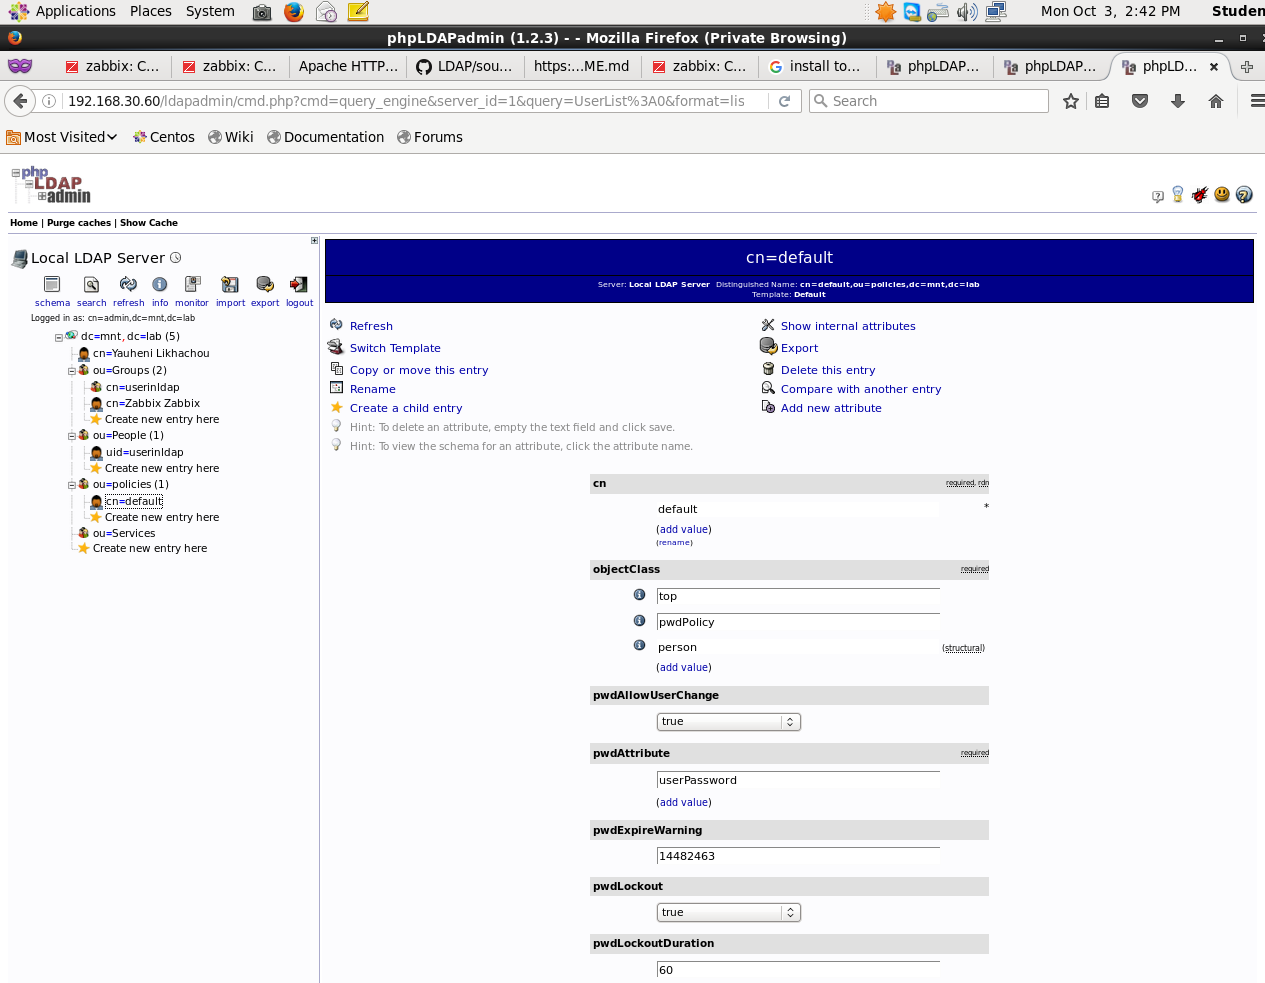 Applications Places System Mon Oct 3, 2:42 PM Studen
phpLDAPadmin (1.2.3) - - Mozilla Firefox (Private Browsing)
zabbix: C... zabbix: C... Apache HTTP... LDAP/sou... https:...ME.md zabbix: C... install to... phpLDAP... phpLDAP... phpLD...
192.168.30.60/ldapadmin/cmd.php?cmd=query_engine&server_id=1&query=UserList%3A0&format=lis Search
Most Visited Centos Wiki Documentation Forums
php
LDAP
admin
Home | Purge caches | Show Cache
Local LDAP Server
schema search refresh info monitor import export logout
Logged in as: cn=admin,dc=mnt,dc=lab
dc=mnt, dc=lab (5)
cn=Yauheni Likhachou
ou=Groups (2)
cn=userinldap
cn=Zabbix Zabbix
Create new entry here
ou=People (1)
uid=userinldap
Create new entry here
ou=policies (1)
cn=default
Create new entry here
ou=Services
Create new entry here
cn=default
Server: Local LDAP Server Distinguished Name: cn=default,ou=policies,dc=mnt,dc=lab
Template: Default
Refresh Show internal attributes
Switch Template Export
Copy or move this entry Delete this entry
Rename Compare with another entry
Create a child entry Add new attribute
Hint: To delete an attribute, empty the text field and click save.
Hint: To view the schema for an attribute, click the attribute name.
cn required, rdn
default *
(add value)
(rename)
objectClass required
top
pwdPolicy
person (structural)
(add value)
pwdAllowUserChange
true
pwdAttribute required
userPassword
(add value)
pwdExpireWarning
14482463
pwdLockout
true
pwdLockoutDuration
60